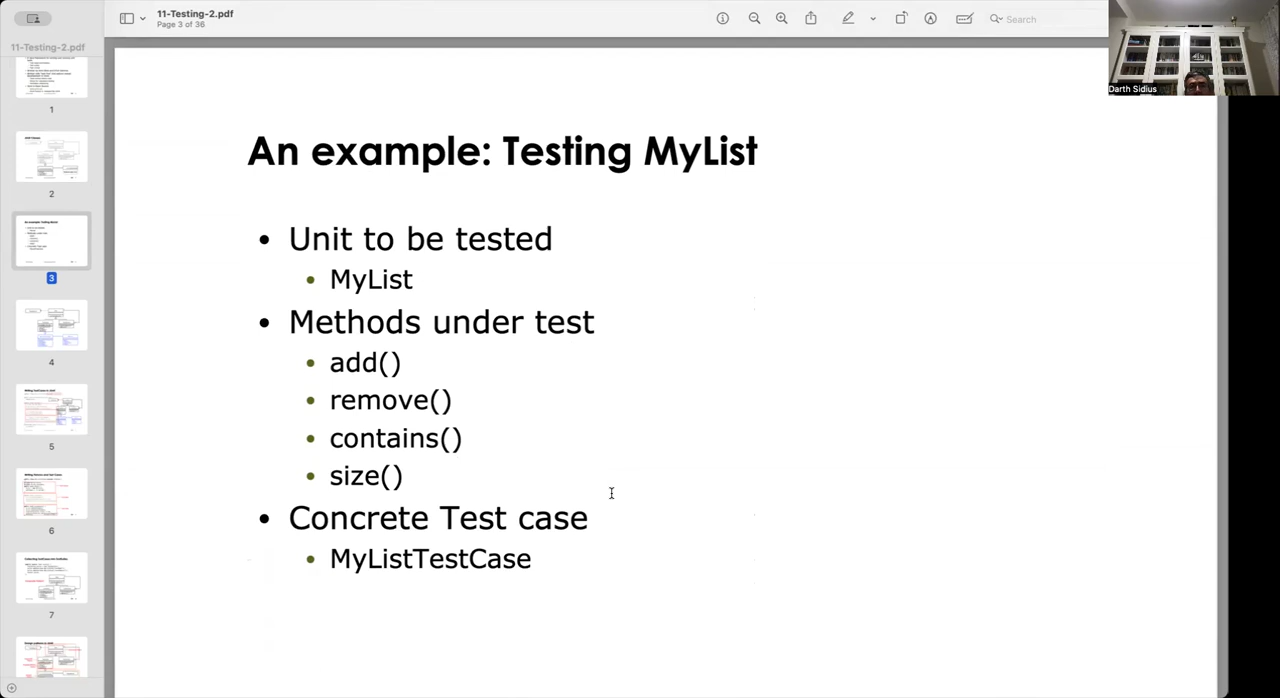 11-Testing-2.pdf
Page 3 of 36
Search
Darth Sidius
11-Testing-2.pdf
1
2
3
4
5
6
7
An example: Testing MyList
• Unit to be tested
• MyList
• Methods under test
• add()
• remove()
• contains()
• size()
• Concrete Test case
• MyListTestCase